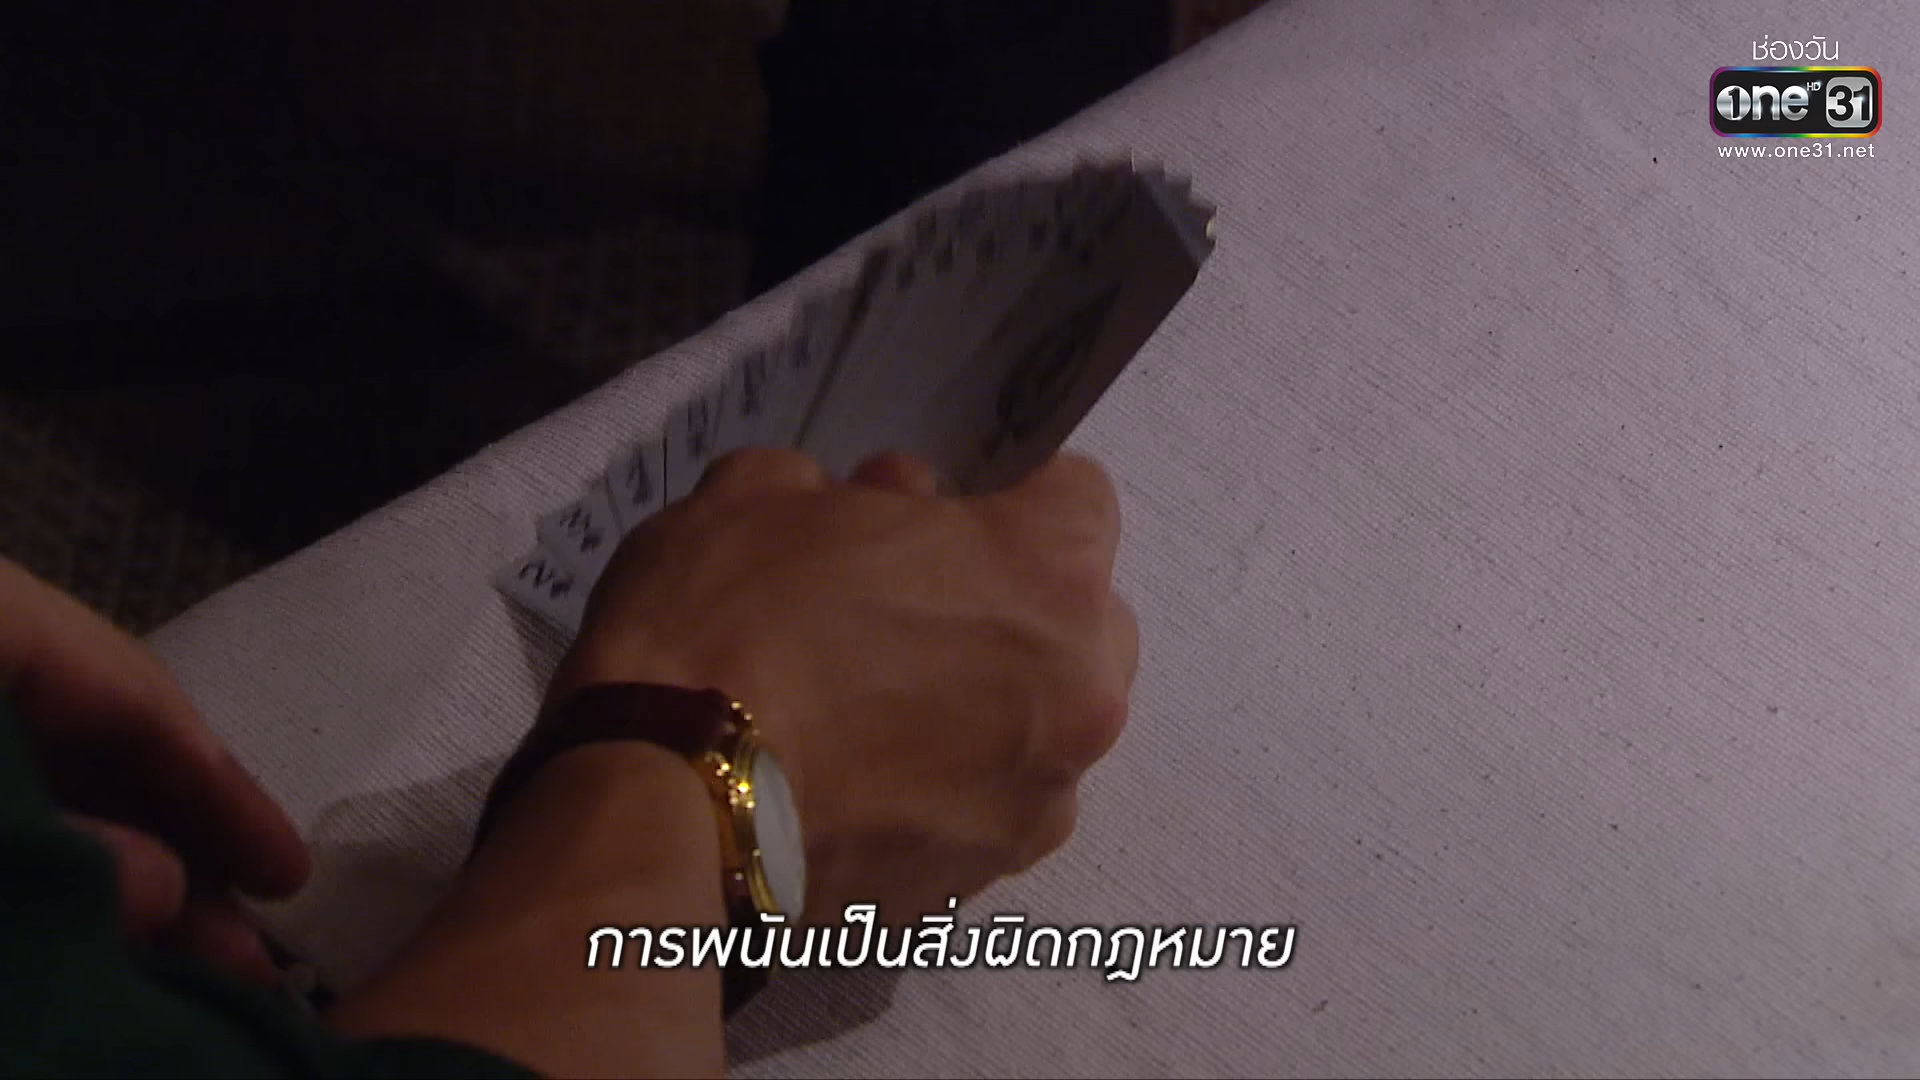 ช่องวัน
one HD 31
www.one31.net
2
การพนันเป็นสิ่งผิดกฎหมาย